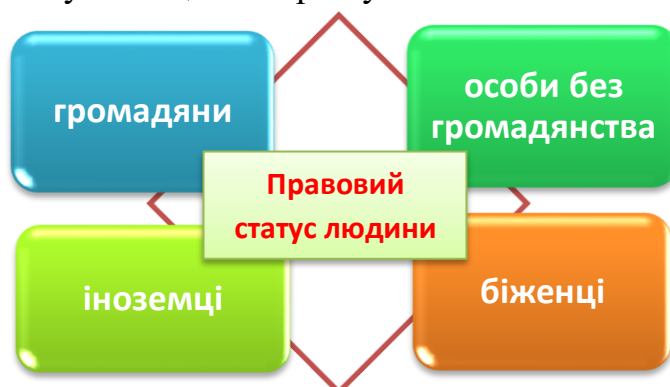 громадяни
особи без
громадянства
Правовий
статус людини
іноземці
біженці